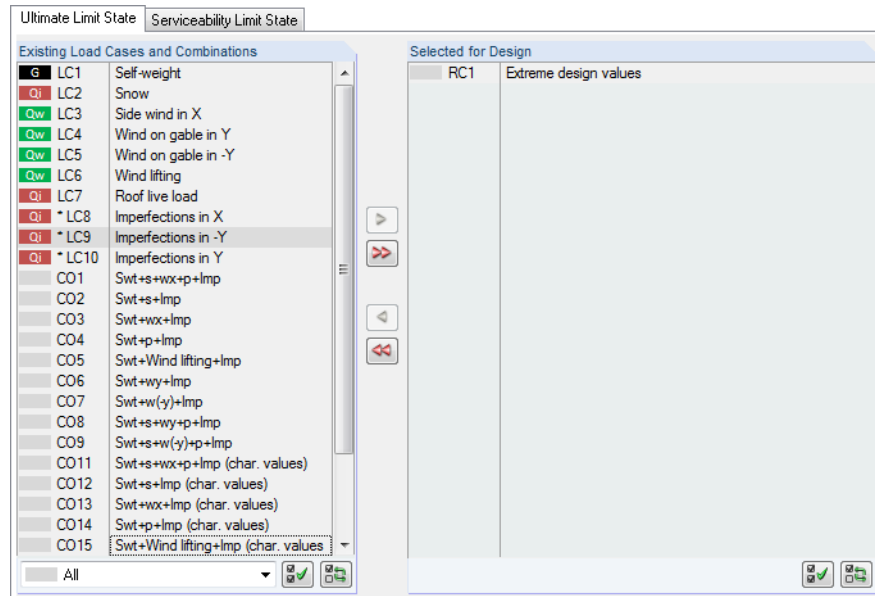 Ultimate Limit State Serviceability Limit State
Existing Load Cases and Combinations
G LC1 Self-weight
Qi LC2 Snow
Qw LC3 Side wind in X
Qw LC4 Wind on gable in Y
Qw LC5 Wind on gable in -Y
Qw LC6 Wind lifting
Qi LC7 Roof live load
Qi * LC8 Imperfections in X
Qi * LC9 Imperfections in -Y
Qi * LC10 Imperfections in Y
CO1 Swt+s+wx+p+Imp
CO2 Swt+s+Imp
CO3 Swt+wx+Imp
CO4 Swt+p+Imp
CO5 Swt+Wind lifting+Imp
CO6 Swt+wy+Imp
CO7 Swt+w(-y)+Imp
CO8 Swt+s+wy+p+Imp
CO9 Swt+s+w(-y)+p+Imp
CO11 Swt+s+wx+p+Imp (char. values)
CO12 Swt+s+Imp (char. values)
CO13 Swt+wx+Imp (char. values)
CO14 Swt+p+Imp (char. values)
CO15 Swt+Wind lifting+Imp (char. values
All
Selected for Design
RC1 Extreme design values